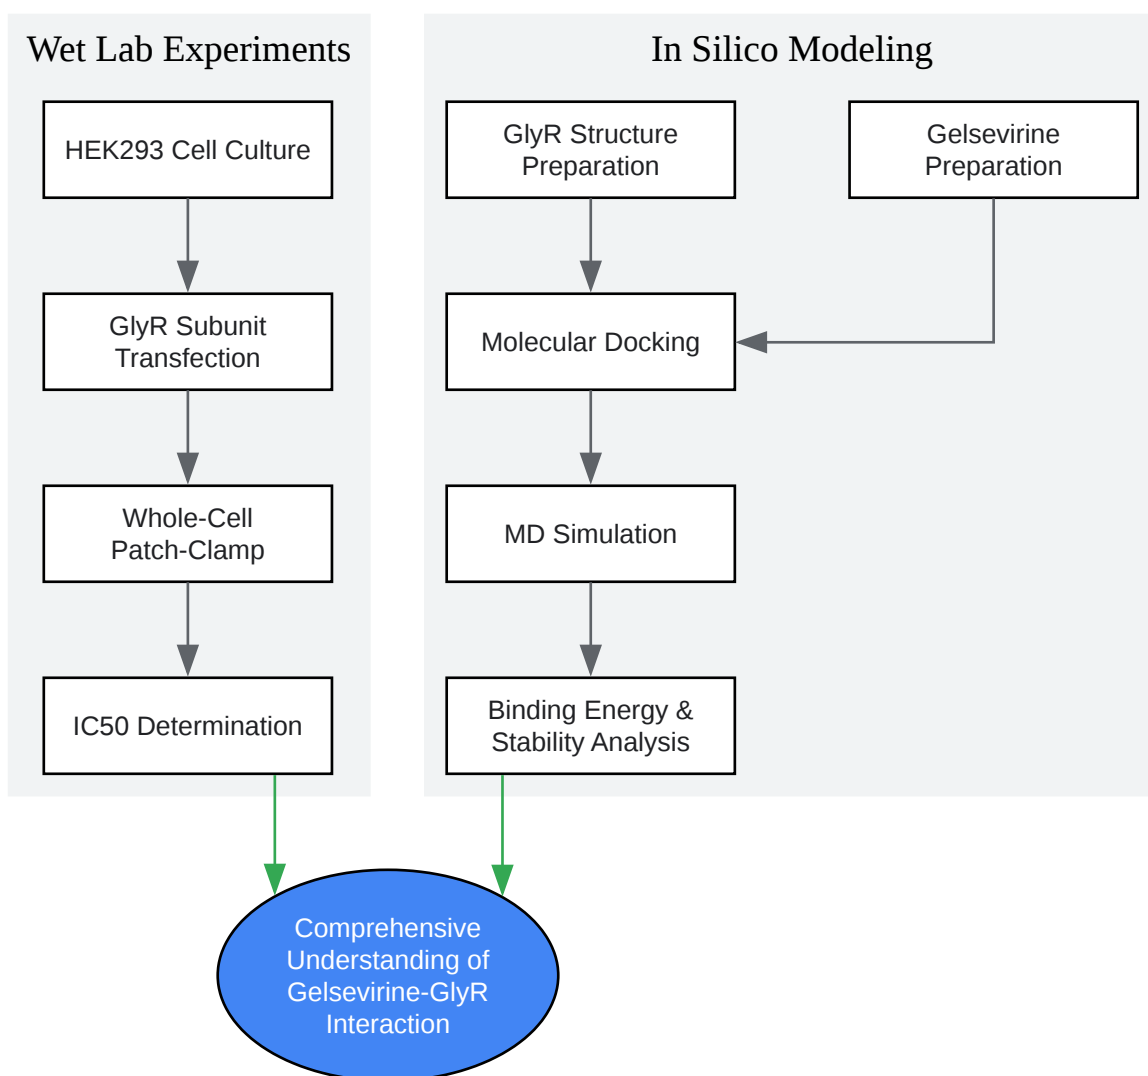 Wet Lab Experiments
HEK293 Cell Culture
GlyR Subunit
Transfection
Whole-Cell
Patch-Clamp
IC50 Determination
In Silico Modeling
GlyR Structure
Preparation
Gelsevirine
Preparation
Molecular Docking
MD Simulation
Binding Energy &
Stability Analysis
Comprehensive
Understanding of
Gelsevirine-GlyR
Interaction